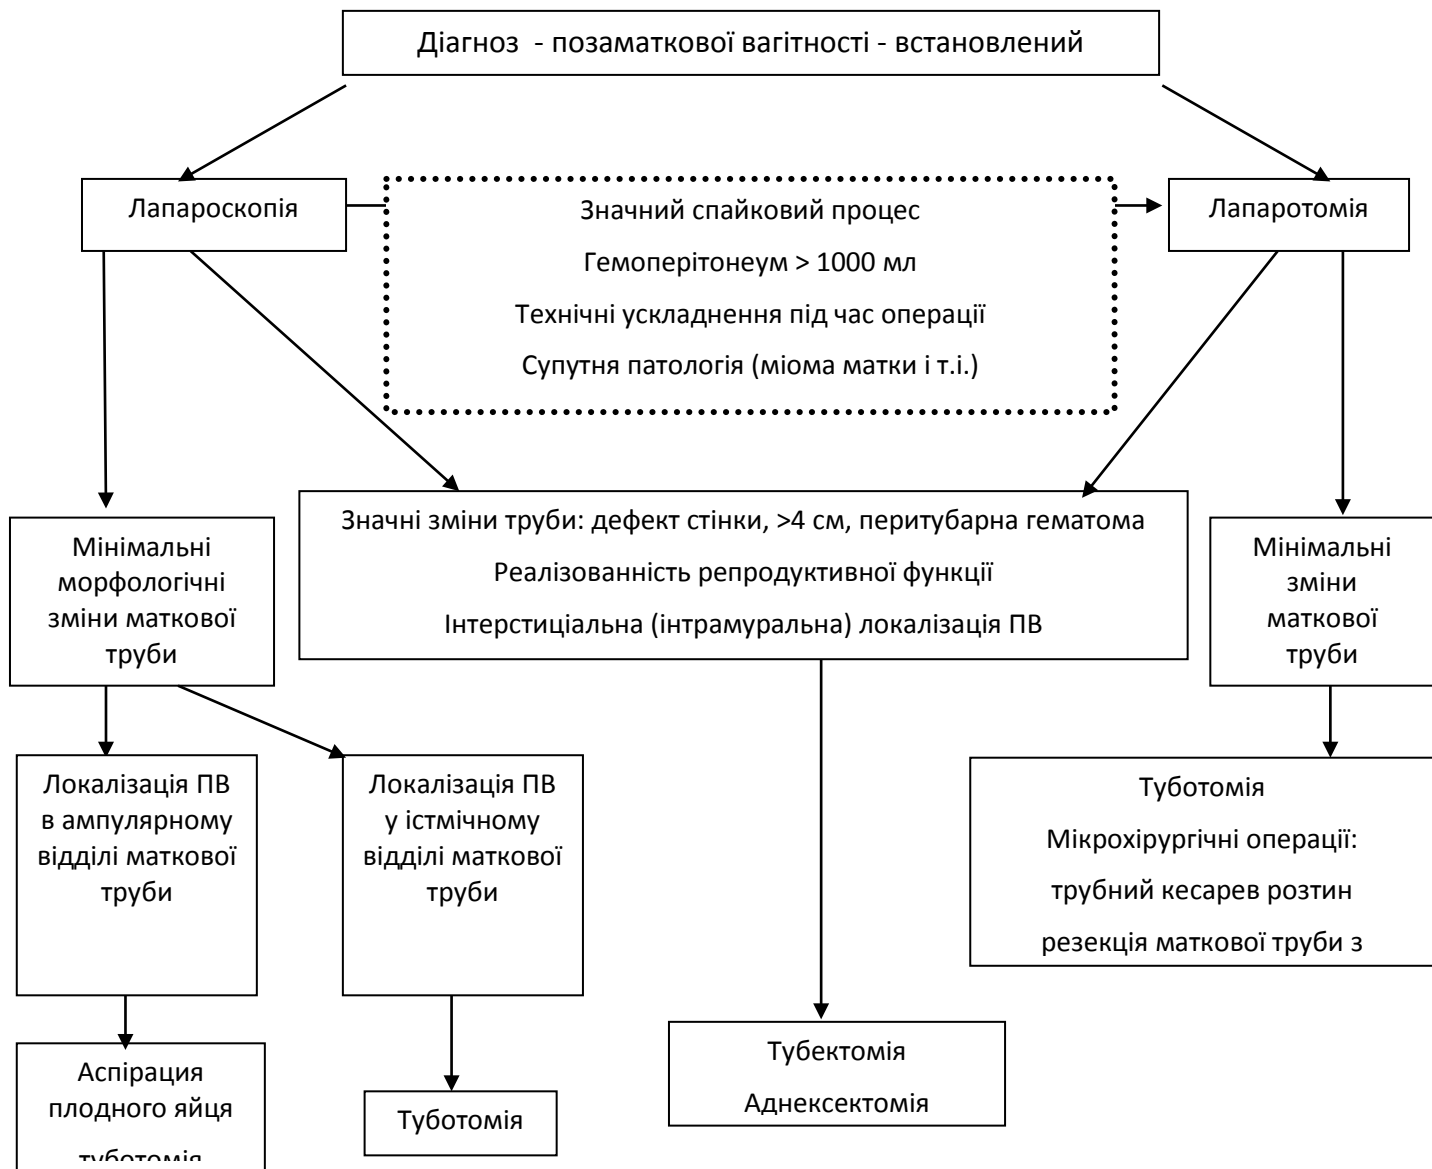 Діагноз - позаматкової вагітності - встановлений
Лапароскопія
Значний спайковий процес
Гемоперітонеум > 1000 мл
Технічні ускладнення під час операції
Супутня патологія (міома матки і т.і.)
Лапаротомія
Мінімальні
морфологічні
зміни маткової
труби
Значні зміни труби: дефект стінки, >4 см, перитубарна гематома
Реалізованність репродуктивної функції
Інтерстиціальна (інтрамуральна) локалізація ПВ
Мінімальні
зміни
маткової
труби
Локалізація ПВ
в ампулярному
відділі маткової
труби
Локалізація ПВ
у істмічному
відділі маткової
труби
Туботомія
Мікрохірургічні операції:
трубний кесарев розтин
резекція маткової труби з
Аспірация
плодного яйця
туботомія
Туботомія
Тубектомія
Аднексектомія